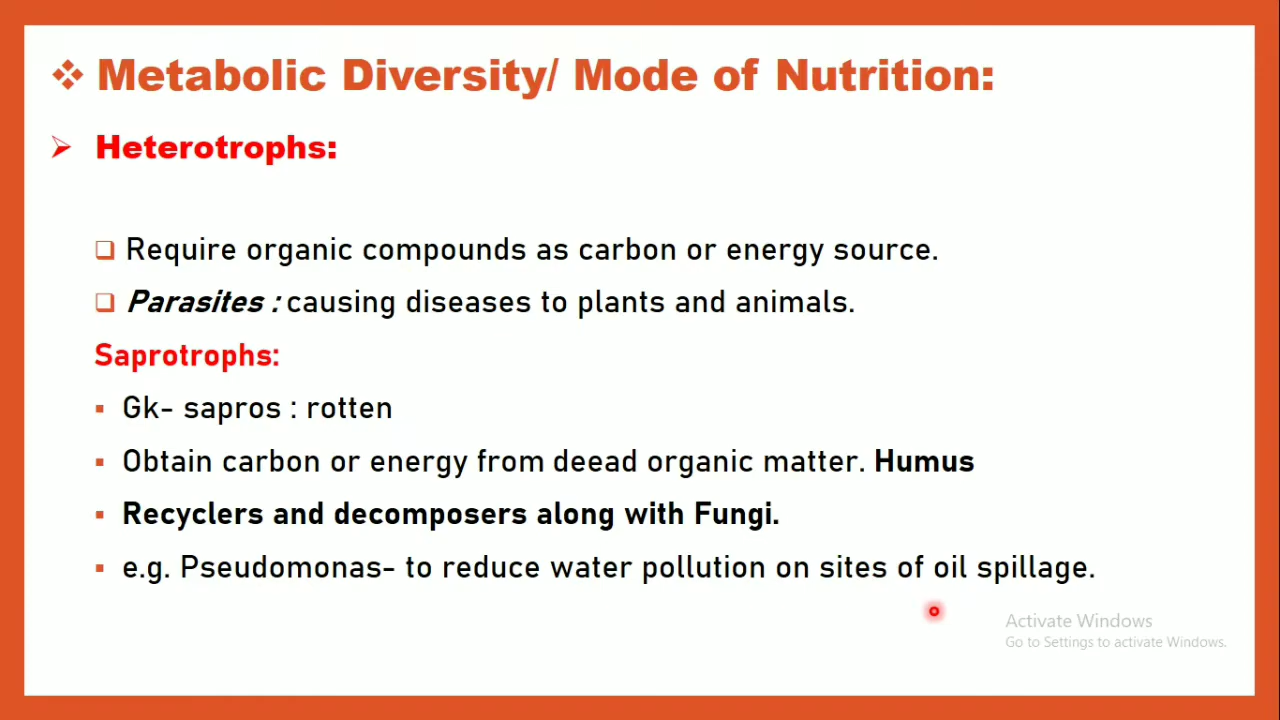 Metabolic Diversity/ Mode of Nutrition:
Heterotrophs:
Require organic compounds as carbon or energy source.
Parasites : causing diseases to plants and animals.
Saprotrophs:
Gk- sapros : rotten
Obtain carbon or energy from deead organic matter. Humus
Recyclers and decomposers along with Fungi.
e.g. Pseudomonas- to reduce water pollution on sites of oil spillage.
Activate Windows
Go to Settings to activate Windows.